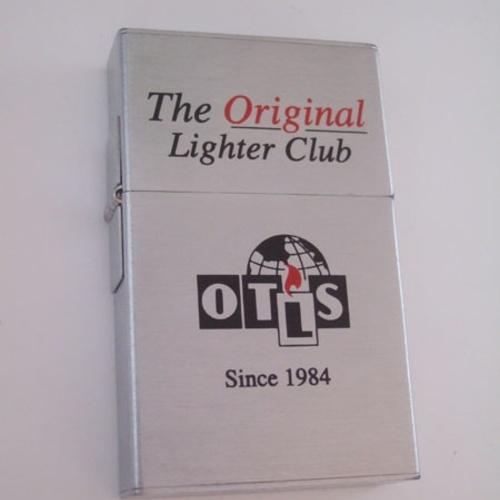 The Original
Lighter Club
OTLS
Since 1984